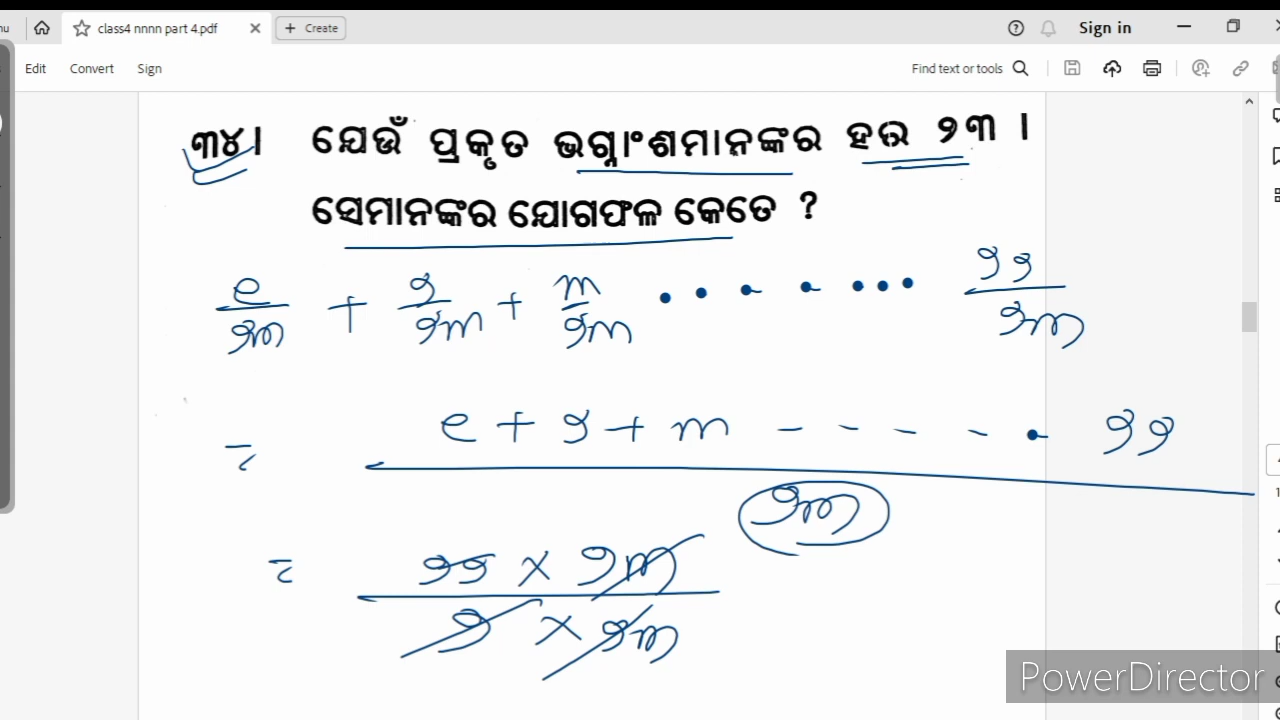 class4 nnnn part 4.pdf
Create
Sign in
Edit Convert Sign
Find text or tools
୩୪। ଯେଉଁ ପ୍ରକୃତ ଭଗ୍ନାଂଶମାନଙ୍କର ହର ୨୩ ।
ସେମାନଙ୍କର ଯୋଗଫଳ କେତେ ?
୧/୨୩ + ୨/୨୩ + ୩/୨୩ • • • • • • • ୨୨/୨୩
= ୧ + ୨ + ୩ - - - - - • ୨୨
୨୩
= ୨୨ × ୨୩
୨ × ୨୩
PowerDirector